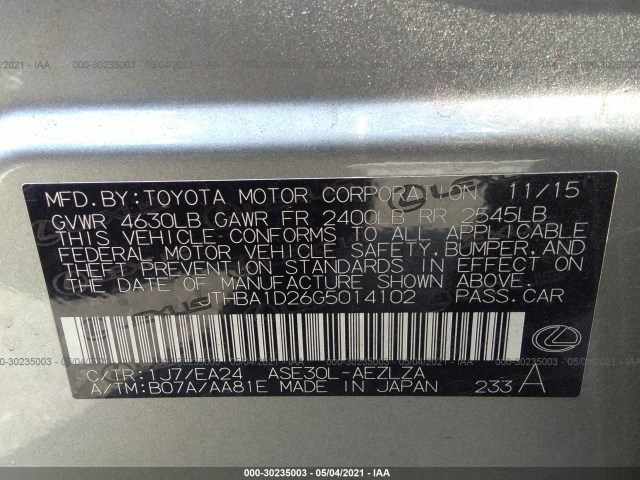 000-30235003 - 05/04/2021 - IAA
MFD.BY:TOYOTA MOTOR CORPORATION 11/15
GVWR 4630LB GAWR FR 2400LB RR 2545LB
THIS VEHICLE CONFORMS TO ALL APPLICABLE
FEDERAL MOTOR VEHICLE SAFETY,BUMPER,AND
THEFT PREVENTION STANDARDS IN EFFECT ON
THE DATE OF MANUFACTURE SHOWN ABOVE.
JTHBA1D26G5014102 PASS.CAR
C/TR:1J7/EA24 ASE30L-AEZLZA
A/TM:B07A/AA81E MADE IN JAPAN 233 A
000-30235003 - 05/04/2021 - IAA